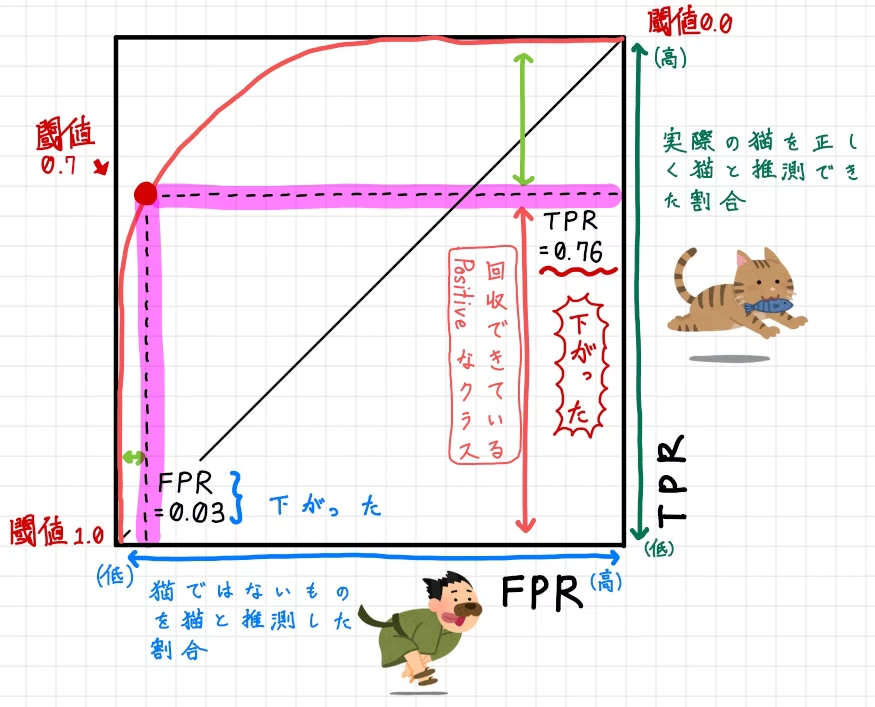 閾値0.0
(高)
閾値
0.7
実際の猫を正し
く猫と推測でき
た割合
TPR
=0.76
回収できている
Positiveなクラス
下がった
TPR
FPR
=0.03
下がった
閾値1.0
(低)
(低)
FPR
(高)
猫ではないもの
を猫と推測した
割合